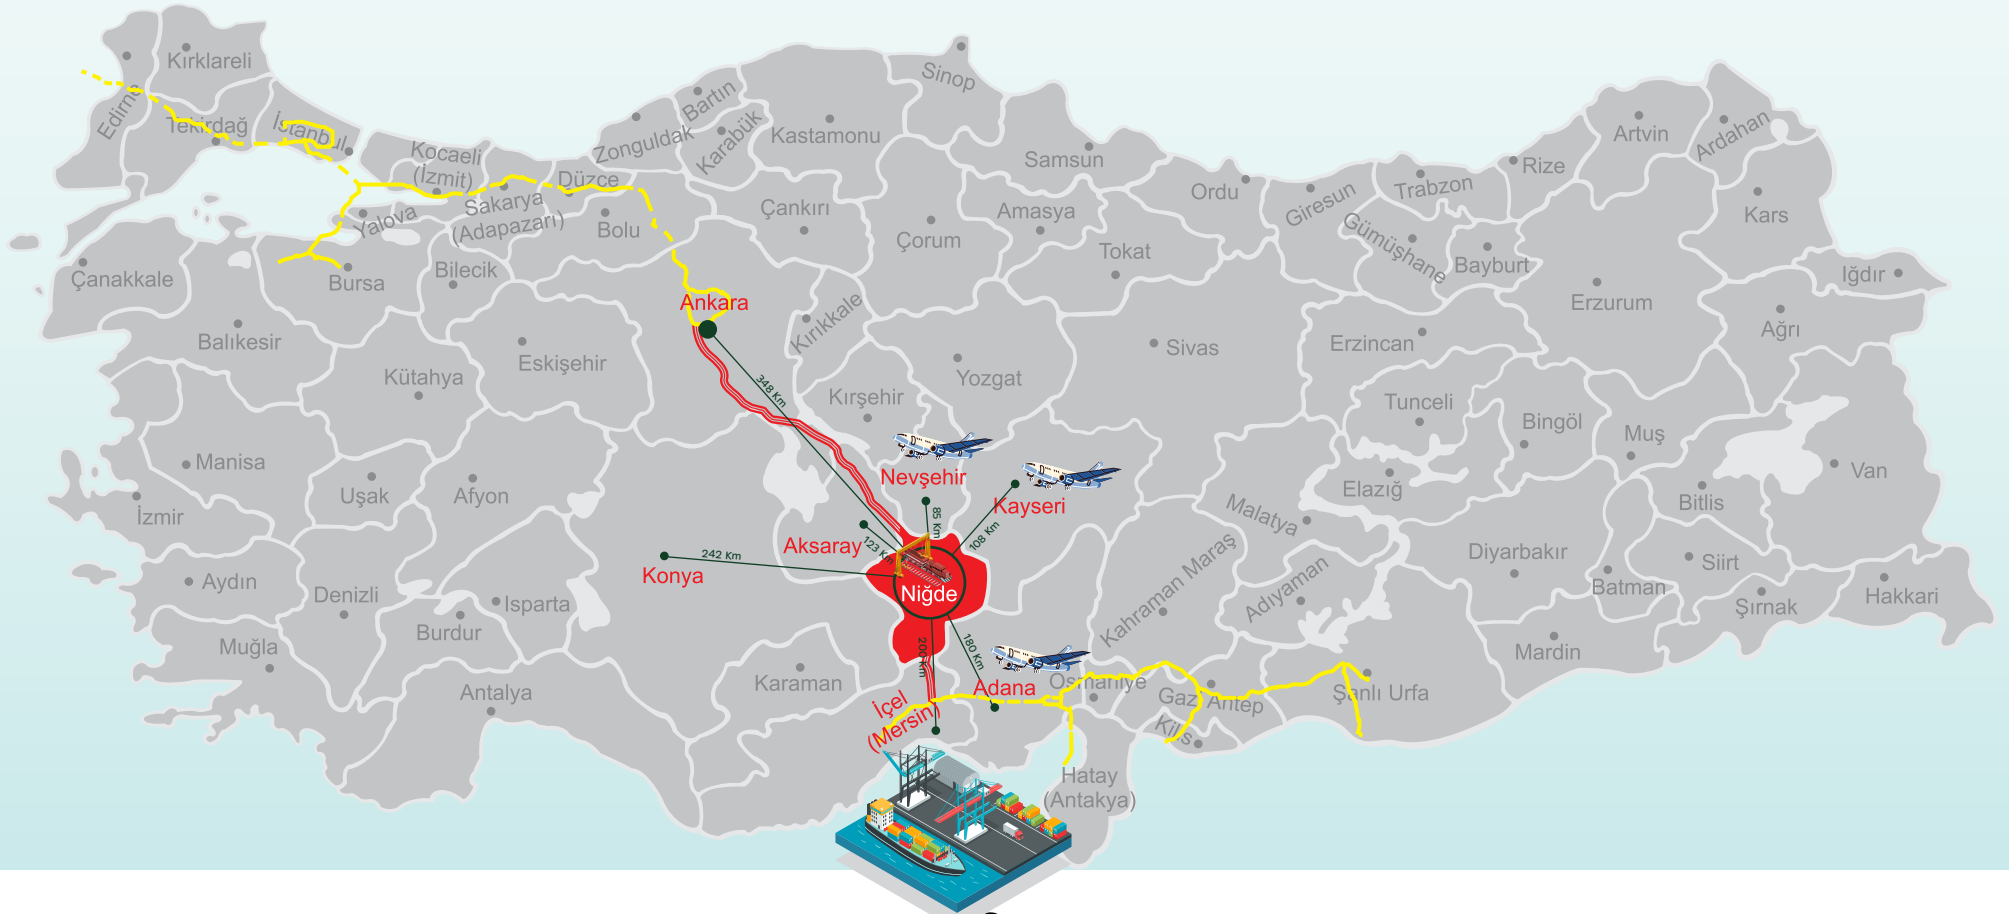 Kırklareli
Edirne
Tekirdağ
İstanbul
Kocaeli
(İzmit)
Yalova
Sakarya
(Adapazarı)
Düzce
Bolu
Zonguldak
Bartın
Karabük
Kastamonu
Sinop
Çankırı
Çorum
Samsun
Amasya
Tokat
Ordu
Giresun
Trabzon
Gümüşhane
Bayburt
Rize
Artvin
Ardahan
Kars
Iğdır
Ağrı
Erzurum
Erzincan
Çanakkale
Balıkesir
Bursa
Bilecik
Kütahya
Eskişehir
Ankara
Kırıkkale
Kırşehir
Yozgat
Sivas
Tunceli
Bingöl
Muş
Bitlis
Van
Manisa
İzmir
Uşak
Afyon
Aydın
Denizli
Muğla
Burdur
Isparta
Antalya
Konya
242 Km
Aksaray
123 Km
348 Km
Nevşehir
85 Km
Kayseri
108 Km
Niğde
200 Km
180 Km
Karaman
İçel
(Mersin)
Adana
Osmaniye
Hatay
(Antakya)
Kilis
Gazi Antep
Kahraman Maraş
Malatya
Adıyaman
Elazığ
Diyarbakır
Şanlı Urfa
Mardin
Batman
Siirt
Şırnak
Hakkari